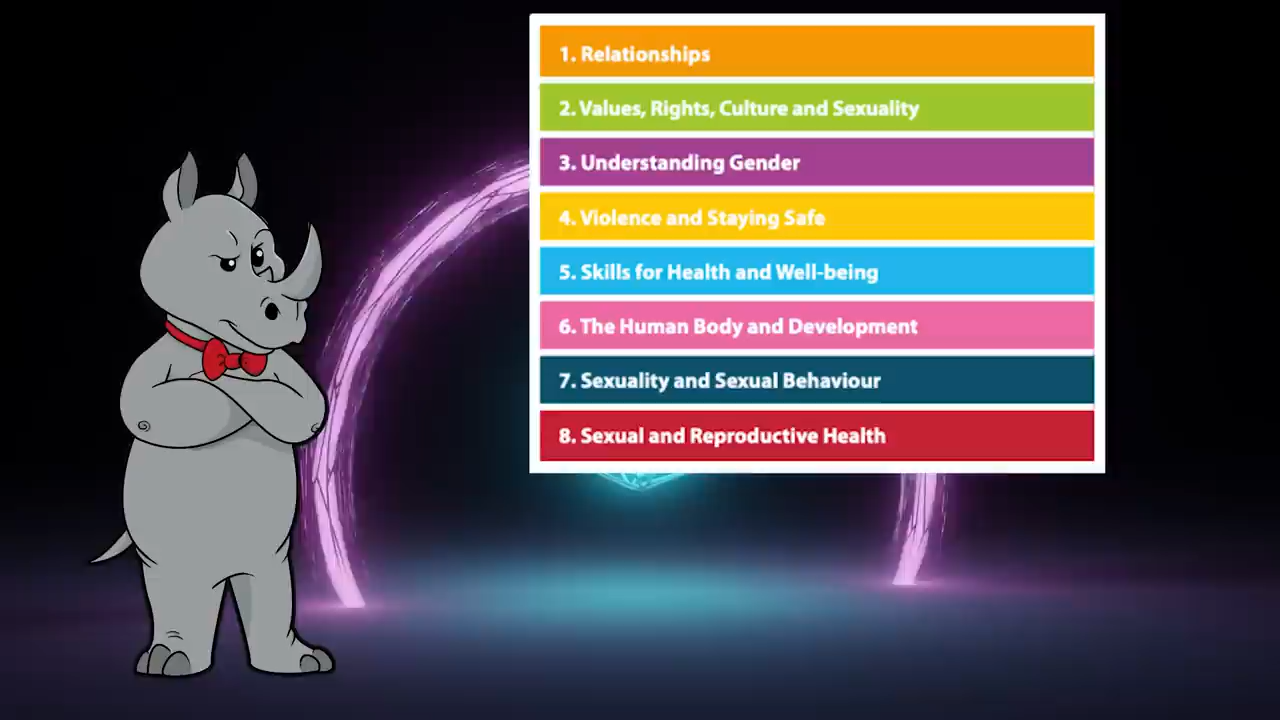 1. Relationships
2. Values, Rights, Culture and Sexuality
3. Understanding Gender
4. Violence and Staying Safe
5. Skills for Health and Well-being
6. The Human Body and Development
7. Sexuality and Sexual Behaviour
8. Sexual and Reproductive Health